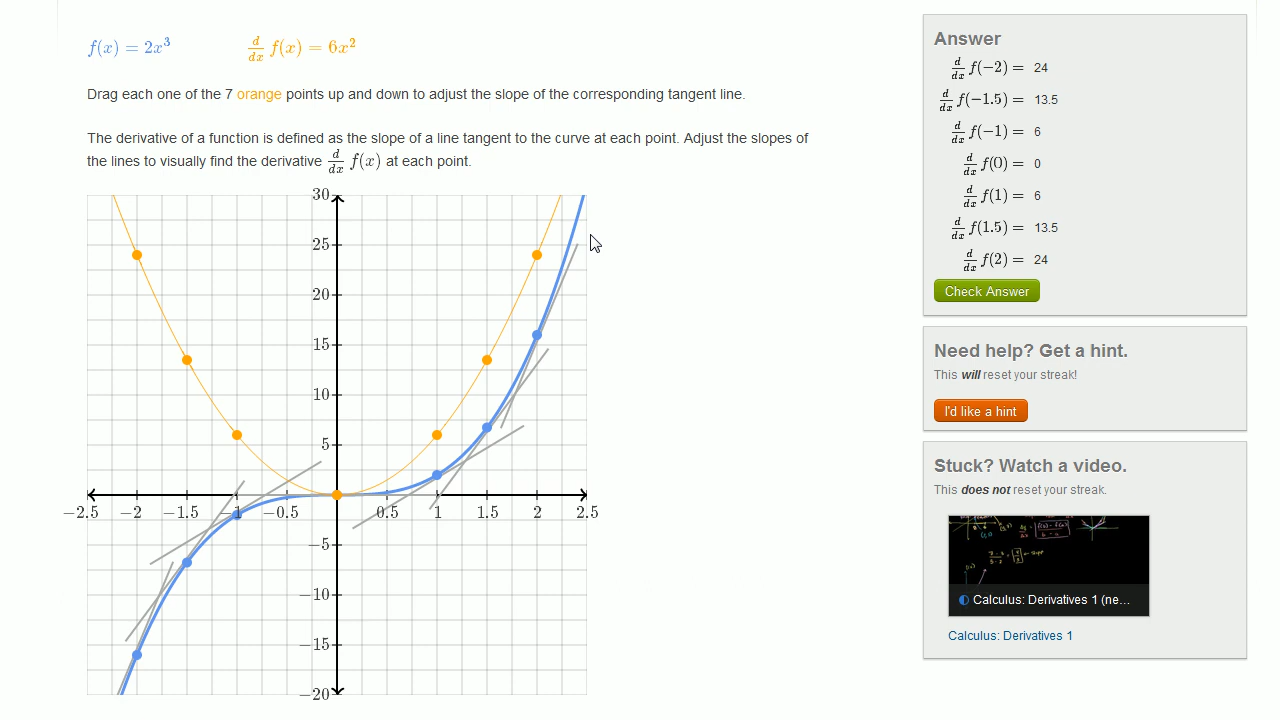 f(x) = 2x³ d/dx f(x) = 6x²
Drag each one of the 7 orange points up and down to adjust the slope of the corresponding tangent line.
The derivative of a function is defined as the slope of a line tangent to the curve at each point. Adjust the slopes of
the lines to visually find the derivative d/dx f(x) at each point.
30
25
20
15
10
5
−2.5 −2 −1.5 −1 −0.5 0.5 1 1.5 2 2.5
−5
−10
−15
−20
Answer
d/dx f(−2) = 24
d/dx f(−1.5) = 13.5
d/dx f(−1) = 6
d/dx f(0) = 0
d/dx f(1) = 6
d/dx f(1.5) = 13.5
d/dx f(2) = 24
Check Answer
Need help? Get a hint.
This will reset your streak!
I'd like a hint
Stuck? Watch a video.
This does not reset your streak.
Calculus: Derivatives 1 (ne...
Calculus: Derivatives 1